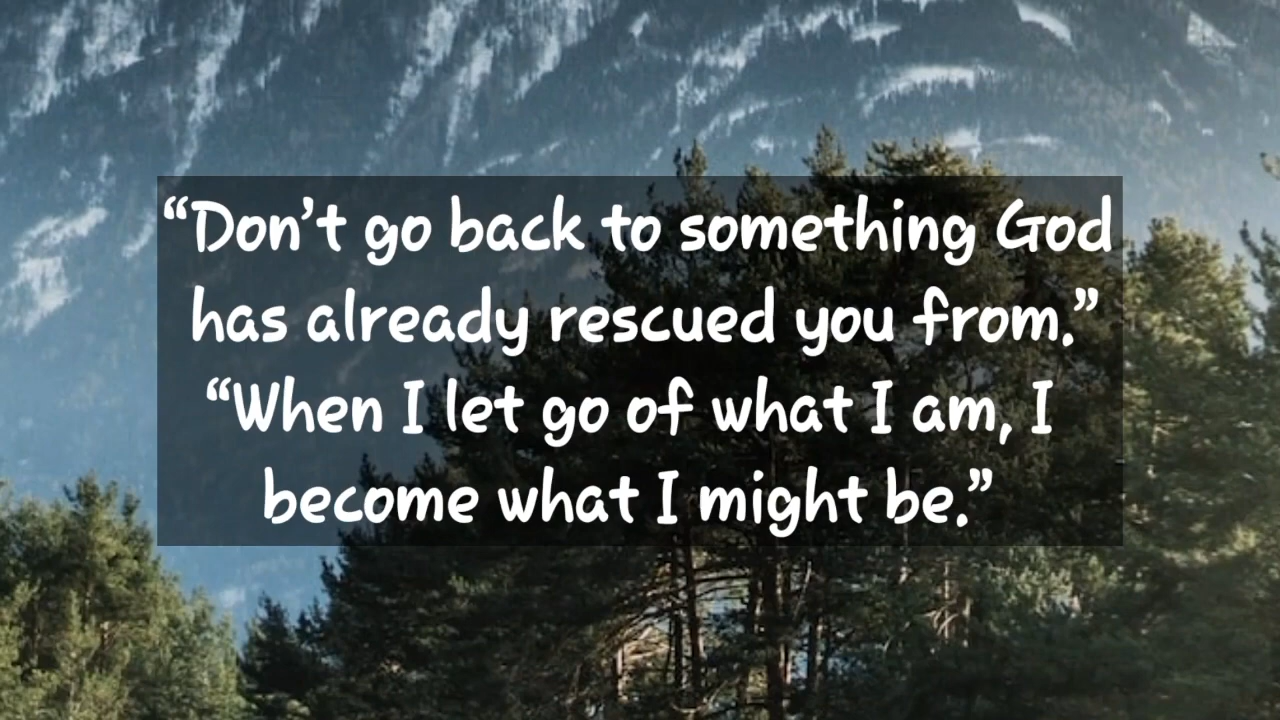 “Don’t go back to something God
has already rescued you from.”
“When I let go of what I am, I
become what I might be.”